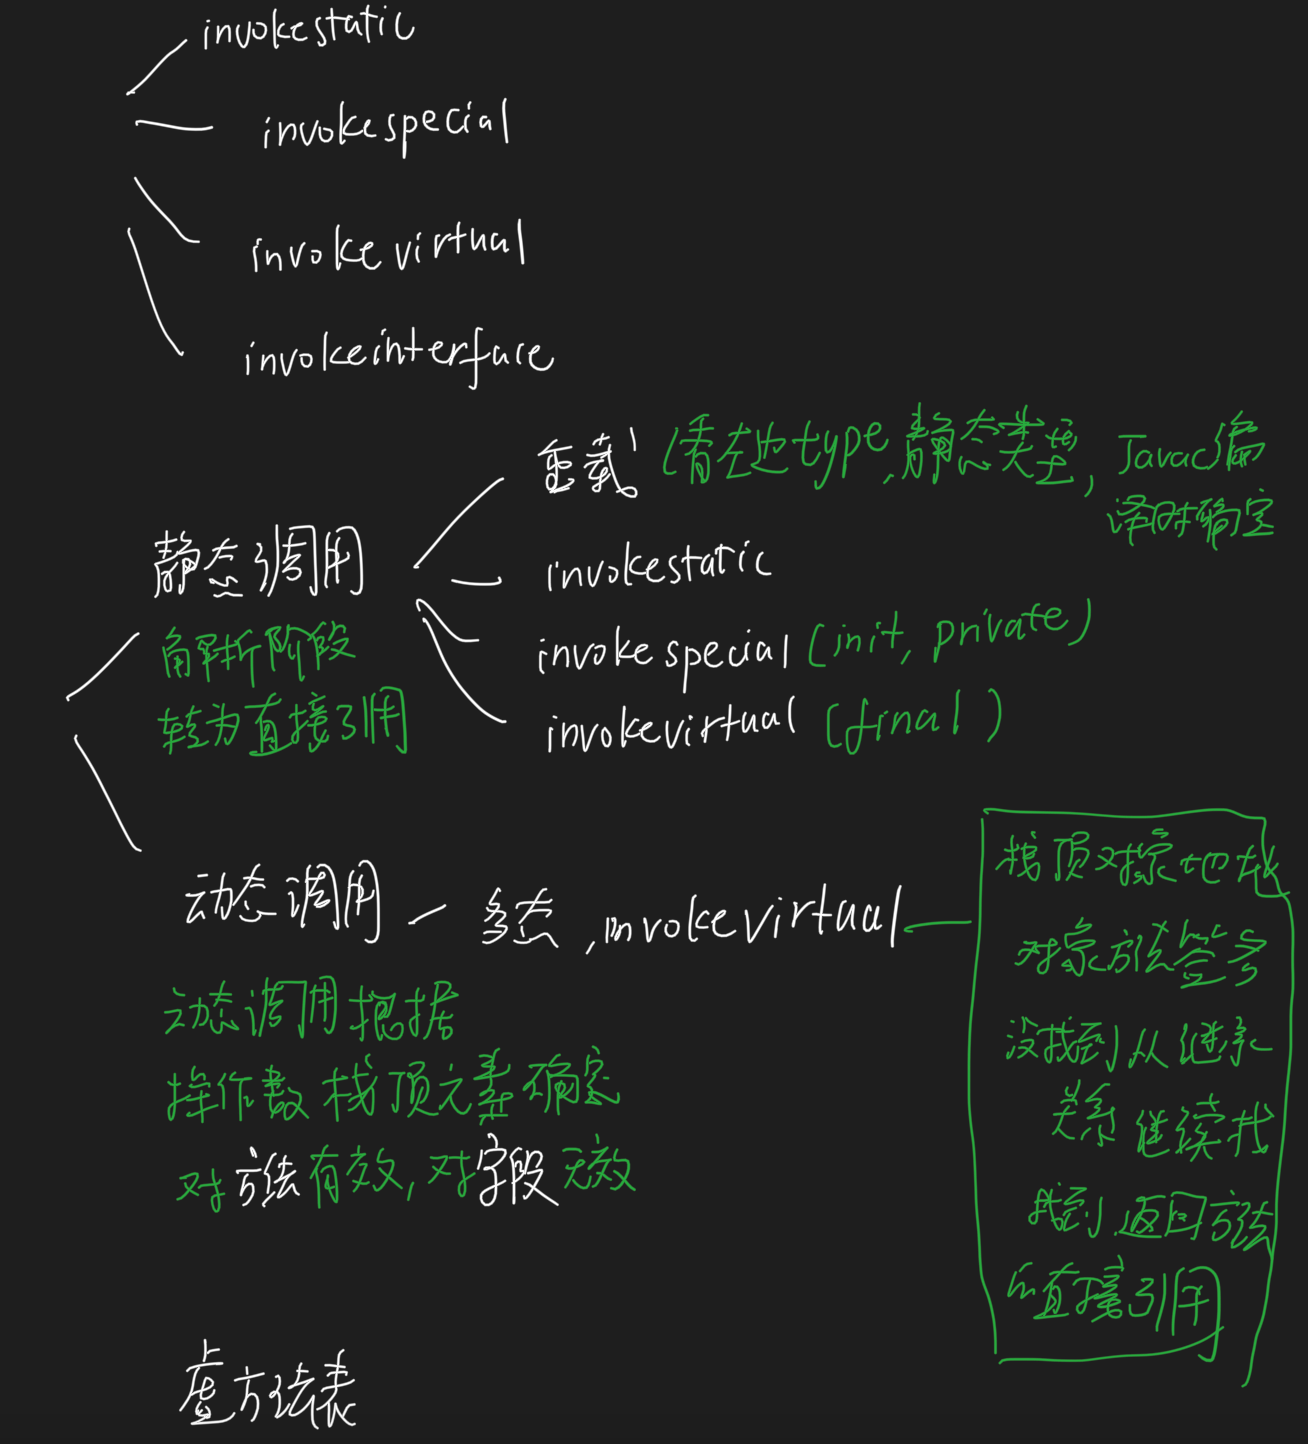 invokestatic
invokespecial
invokevirtual
invokeinterface
重载 (看左边type,静态类型, Javac编
译时确定
静态调用
解析阶段
转为直接引用
invokestatic
invokespecial (init, private)
invokevirtual (final)
动态调用 — 多态,invokevirtual
动态调用根据
操作数栈顶元素确定
对方法有效,对字段无效
栈顶对象地址
对象方法签名
没找到从继承
关系继续找
找到,返回方法
的直接引用
查方法表